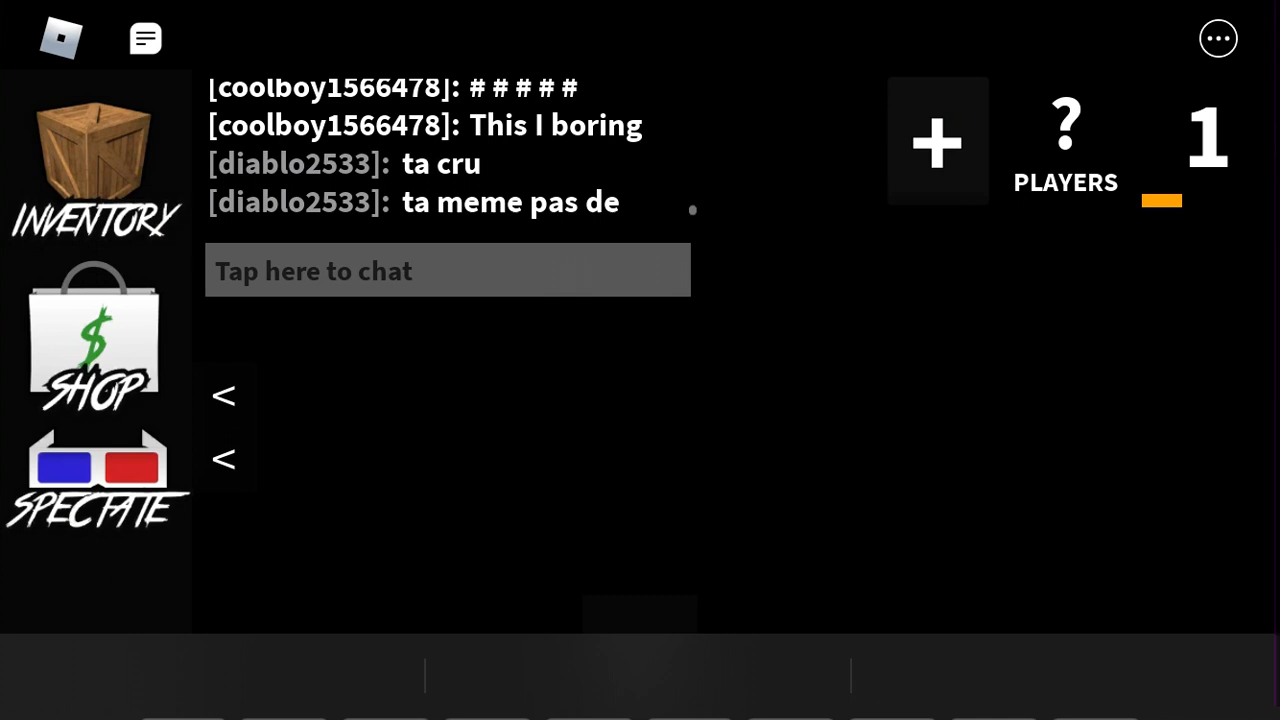 [coolboy1566478]: # # # # #
[coolboy1566478]: This I boring
[diablo2533]: ta cru
[diablo2533]: ta meme pas de
Tap here to chat
+
?
PLAYERS
1
INVENTORY
$
SHOP
<
<
SPECTATE